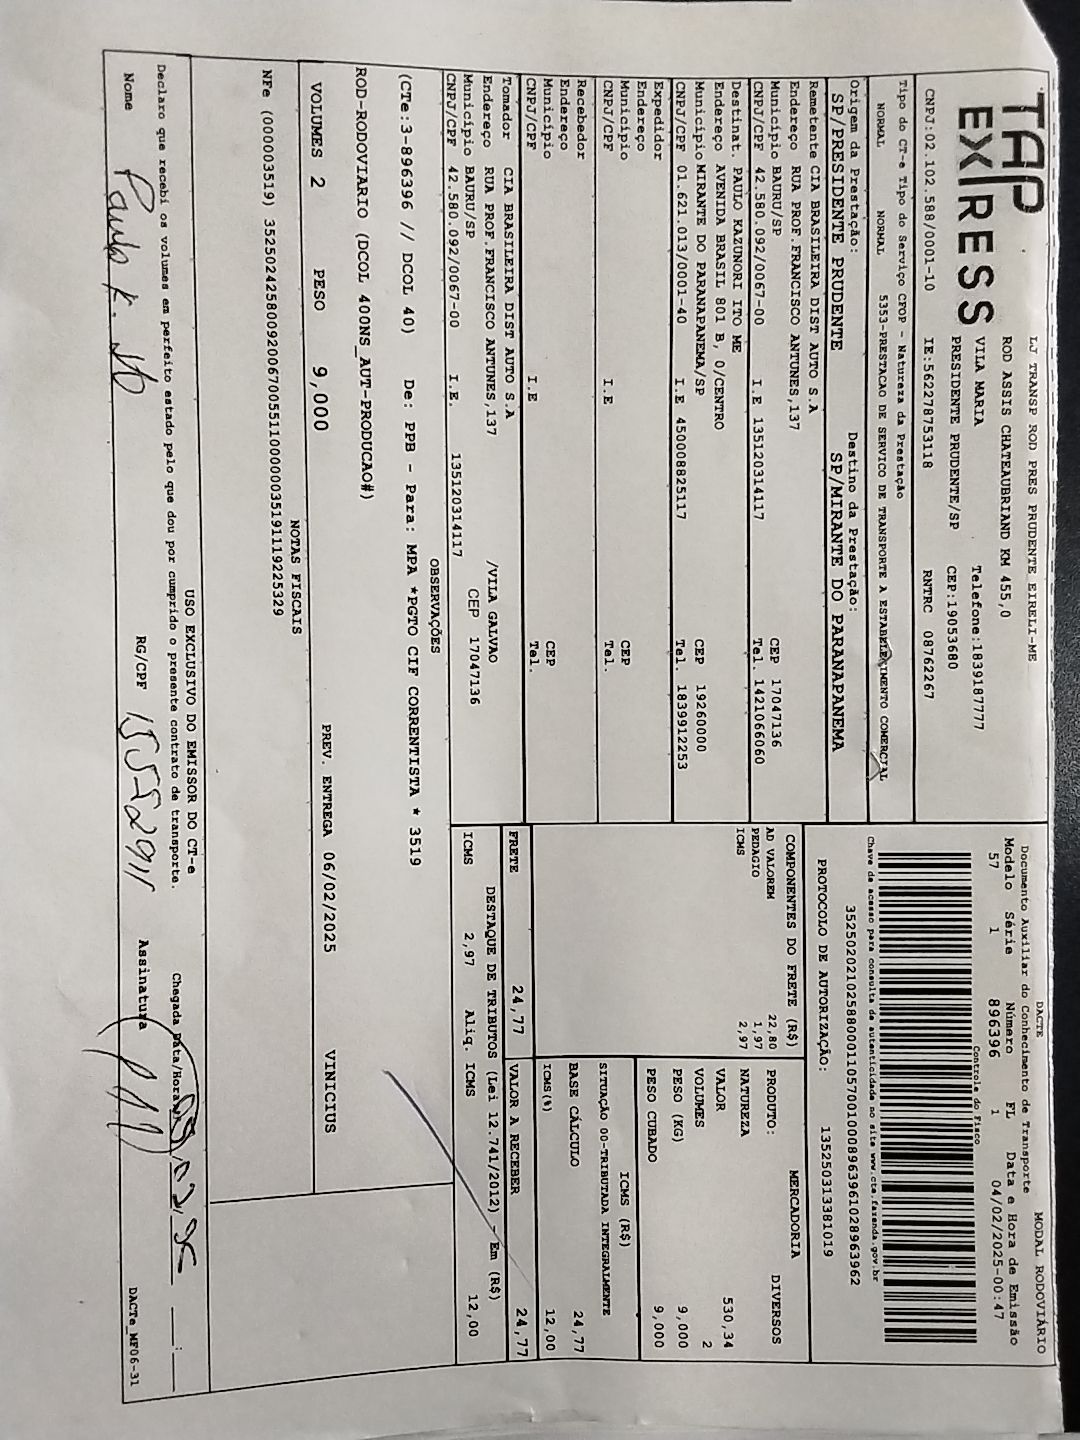 TAP
EXPRESS
LJ TRANSP ROD PRES PRUDENTE EIRELI-ME
ROD ASSIS CHATEAUBRIAND KM 455,0
VILA MARIA Telefone:1839187777
PRESIDENTE PRUDENTE/SP CEP:19053680
CNPJ:02.102.588/0001-10 IE:562278753118 RNTRC 08762267
Tipo do CT-e Tipo do Serviço CFOP - Natureza da Prestação
NORMAL NORMAL 5353-PRESTACAO DE SERVICO DE TRANSPORTE A ESTABELECIMENTO COMERCIAL
Origem da Prestação: Destino da Prestação:
SP/PRESIDENTE PRUDENTE SP/MIRANTE DO PARANAPANEMA
Remetente CIA BRASILEIRA DIST AUTO S.A
Endereço RUA PROF.FRANCISCO ANTUNES,137
Município BAURU/SP CEP 17047136
CNPJ/CPF 42.580.092/0067-00 I.E 135120314117 Tel. 1421066060
Destinat. PAULO KAZUNORI ITO ME
Endereço AVENIDA BRASIL 801 B, 0/CENTRO
Município MIRANTE DO PARANAPANEMA/SP CEP 19260000
CNPJ/CPF 01.621.013/0001-40 I.E 450008825117 Tel. 1839912253
Expedidor
Endereço
Município CEP
CNPJ/CPF I.E Tel.
Recebedor
Endereço
Município CEP
CNPJ/CPF I.E Tel.
Tomador CIA BRASILEIRA DIST AUTO S.A
Endereço RUA PROF.FRANCISCO ANTUNES,137 /VILA GALVAO
Município BAURU/SP CEP 17047136
CNPJ/CPF 42.580.092/0067-00 I.E. 135120314117
DACTE MODAL RODOVIÁRIO
Documento Auxiliar do Conhecimento de Transporte
Modelo Série Número FL Data e Hora de Emissão
57 1 896396 1 04/02/2025-00:47
Controle do Fisco
Chave de acesso para consulta de autenticidade no site www.cte.fazenda.gov.br
35250202102588000110570010008963961028963962
PROTOCOLO DE AUTORIZAÇÃO: 135250313381019
COMPONENTES DO FRETE (R$)
AD VALOREM 22,80
PEDAGIO 1,97
ICMS 2,97
MERCADORIA
PRODUTO: DIVERSOS
NATUREZA
VALOR 530,34
VOLUMES 2
PESO (KG) 9,000
PESO CUBADO 9,000
ICMS (R$)
SITUAÇÃO 00-TRIBUTADA INTEGRALMENTE
BASE CÁLCULO 24,77
ICMS(%) 12,00
FRETE 24,77 VALOR A RECEBER 24,77
DESTAQUE DE TRIBUTOS (Lei 12.741/2012) - Em (R$)
ICMS 2,97 Aliq. ICMS 12,00
OBSERVAÇÕES
(CTe:3-896396 // DCOL 40) De: PPB - Para: MPA *PGTO CIF CORRENTISTA * 3519
ROD-RODOVIARIO (DCOL 400NS_AUT-PRODUCAO#)
VOLUMES 2 PESO 9,000 PREV. ENTREGA 06/02/2025 VINICIUS
NOTAS FISCAIS
NFe (000003519) 35250242580092006700551100000035191119225329
USO EXCLUSIVO DO EMISSOR DO CT-e
Declaro que recebi os volumes em perfeito estado pelo que dou por cumprido o presente contrato de transporte. Chegada Data/Hora
Nome Paulo K. Ito RG/CPF Assinatura
DACTe_MF06-31